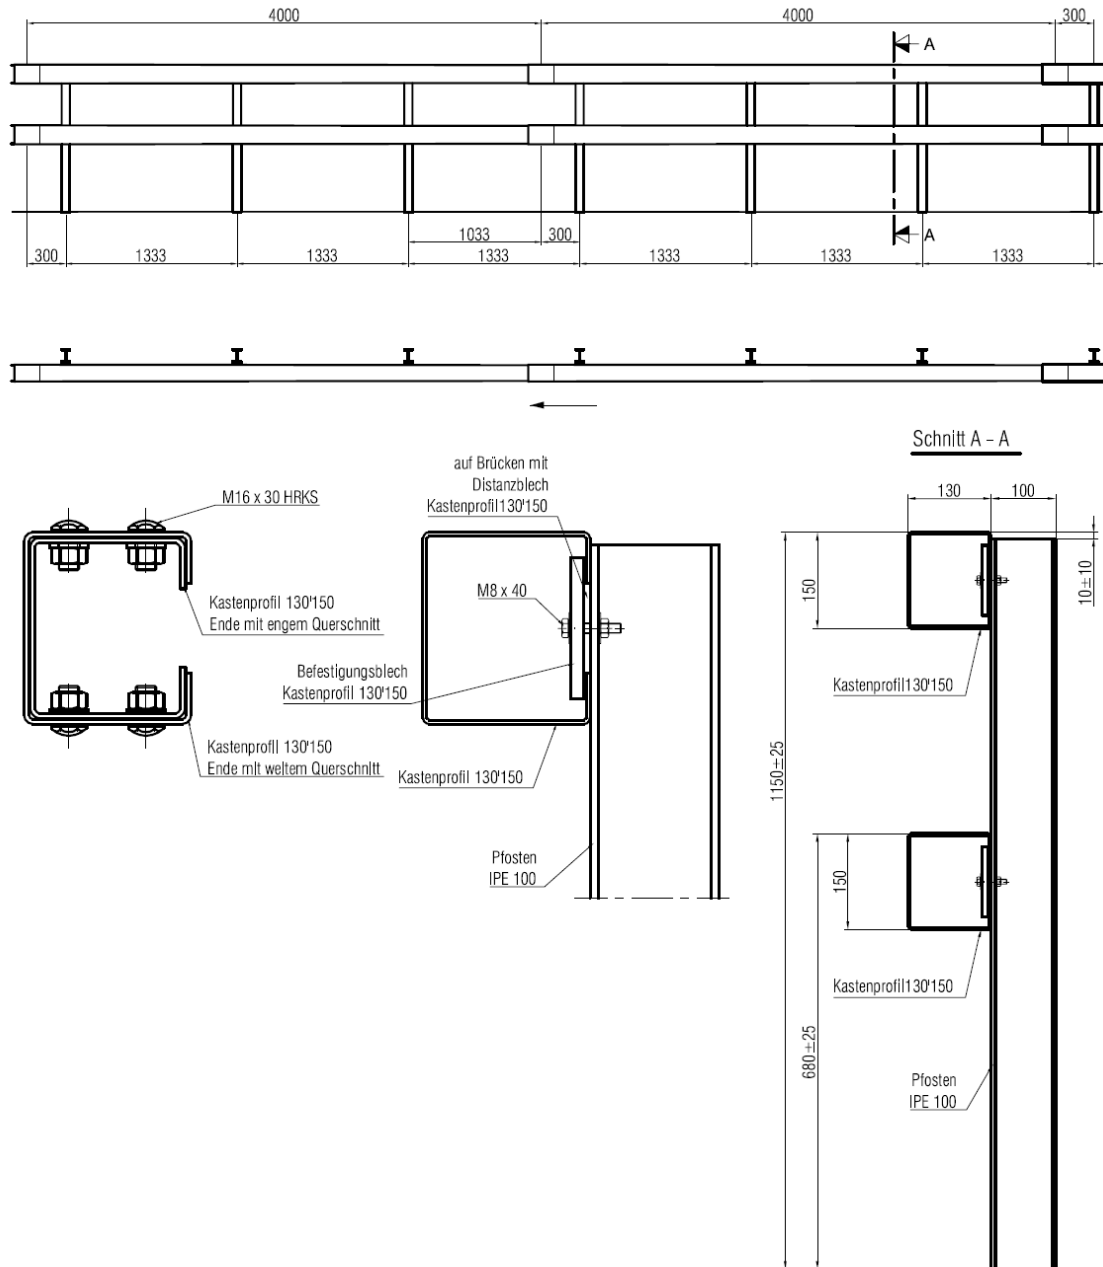 4000
4000
300
A
A
1033
300
300
1333
1333
1333
1333
1333
1333
Schnitt A - A
auf Brücken mit
Distanzblech
Kastenprofil130'150
M16 x 30 HRKS
130
100
M8 x 40
150
10±10
Kastenprofil 130'150
Ende mit engem Querschnitt
Befestigungsblech
Kastenprofil 130'150
Kastenprofil130'150
Kastenprofil 130'150
Ende mit weitem Querschnitt
Kastenprofil 130'150
1150±25
Pfosten
IPE 100
150
Kastenprofil130'150
680±25
Pfosten
IPE 100